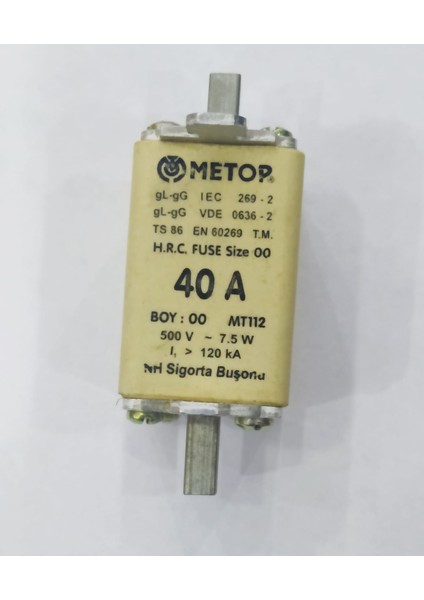 METOP®
gL-gG IEC 269-2
gL-gG VDE 0636-2
TS 86 EN 60269 T.M.
H.R.C. FUSE Size 00
40 A
BOY : 00 MT112
500 V ~ 7.5 W
I₁ > 120 kA
NH Sigorta Buşonu